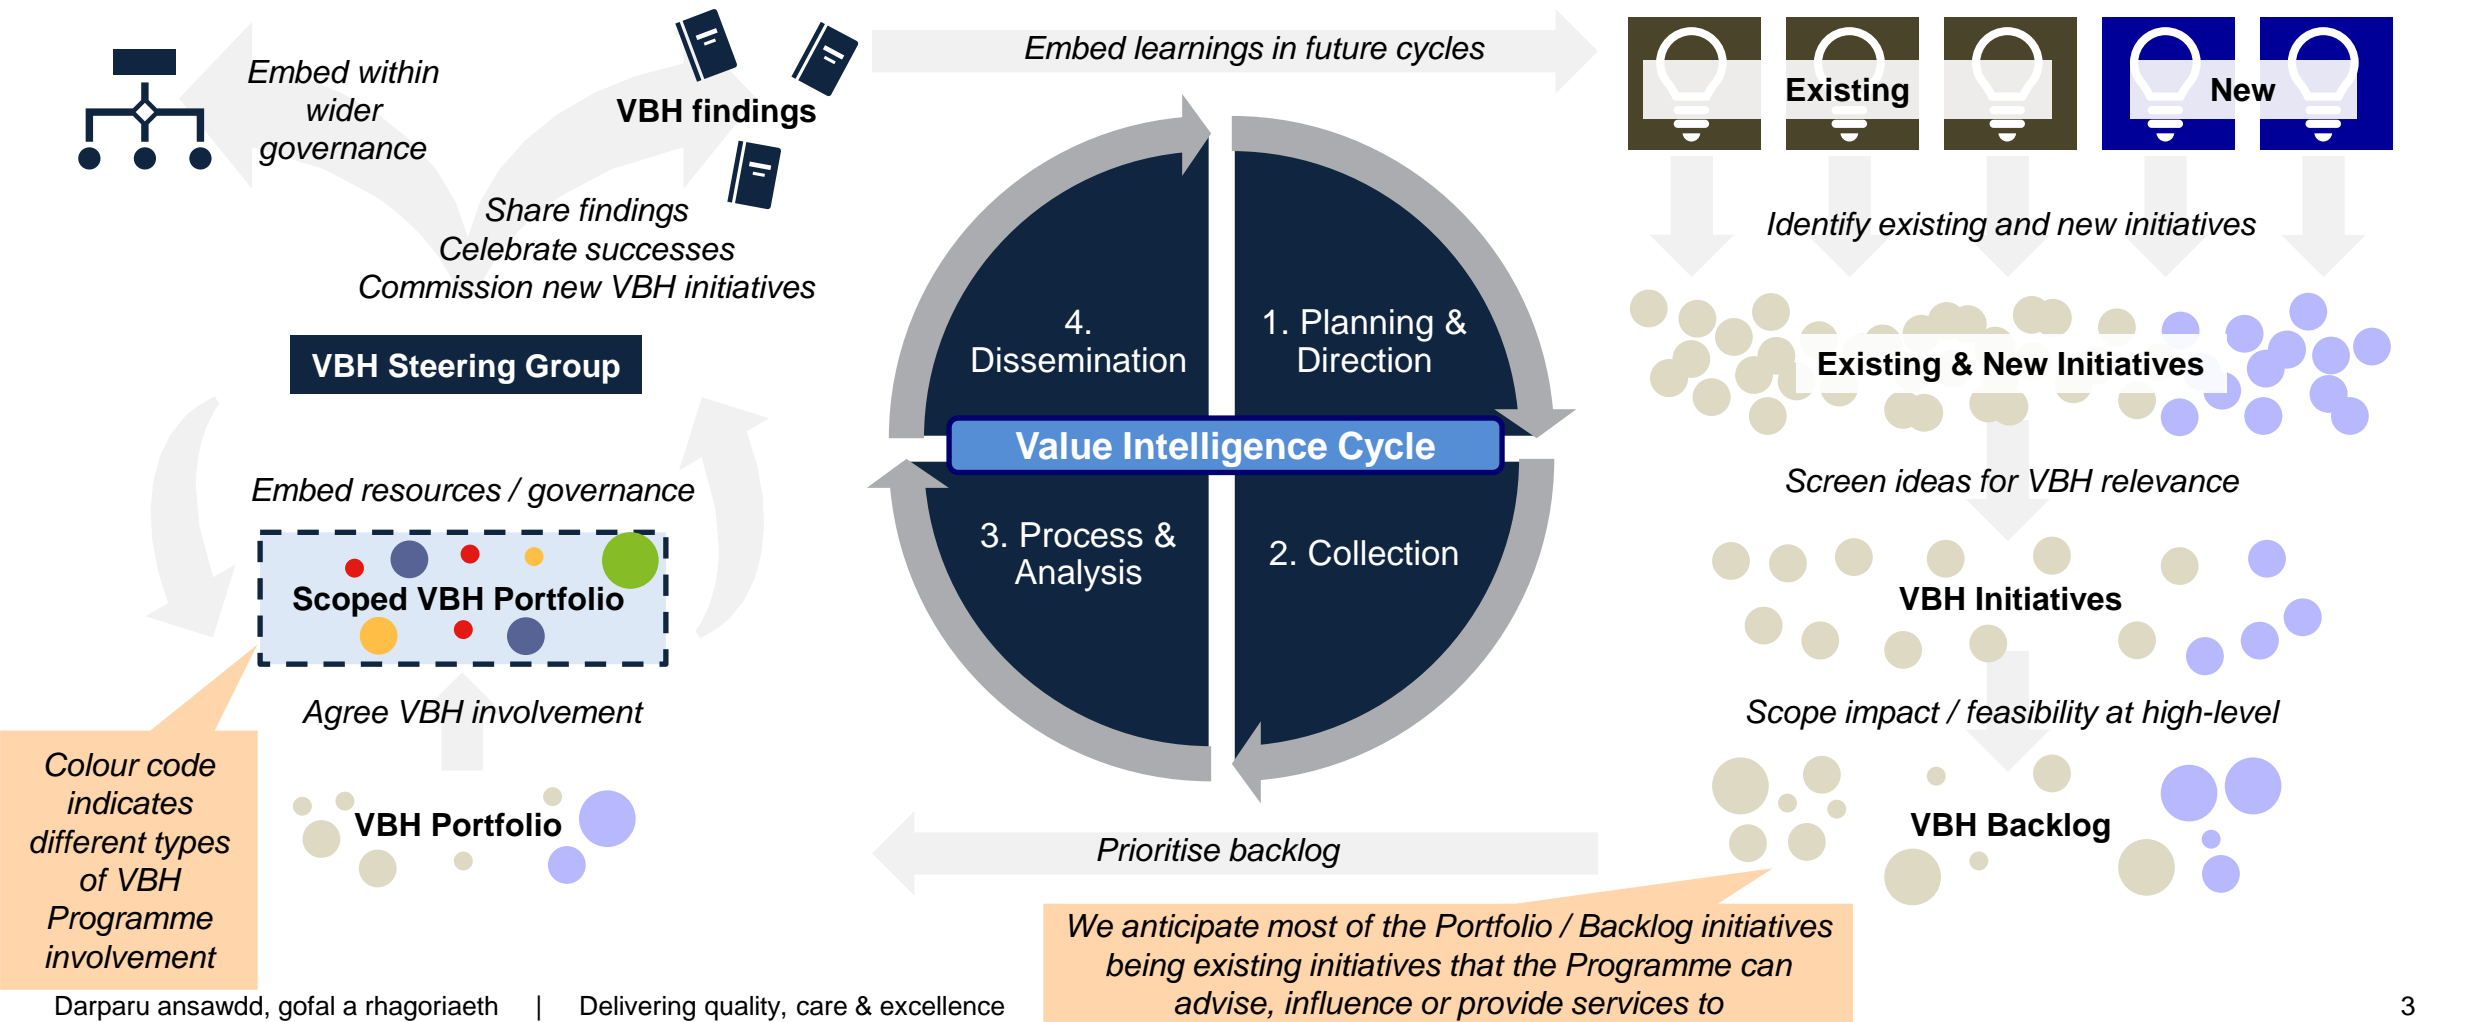 Embed within
wider
governance
VBH findings
Share findings
Celebrate successes
Commission new VBH initiatives
VBH Steering Group
Embed resources / governance
Scoped VBH Portfolio
Agree VBH involvement
VBH Portfolio
Colour code
indicates
different types
of VBH
Programme
involvement
Embed learnings in future cycles
4.
Dissemination
1. Planning &
Direction
Value Intelligence Cycle
3. Process &
Analysis
2. Collection
Prioritise backlog
Existing
New
Identify existing and new initiatives
Existing & New Initiatives
Screen ideas for VBH relevance
VBH Initiatives
Scope impact / feasibility at high-level
VBH Backlog
We anticipate most of the Portfolio / Backlog initiatives
being existing initiatives that the Programme can
advise, influence or provide services to
Darparu ansawdd, gofal a rhagoriaeth | Delivering quality, care & excellence
3